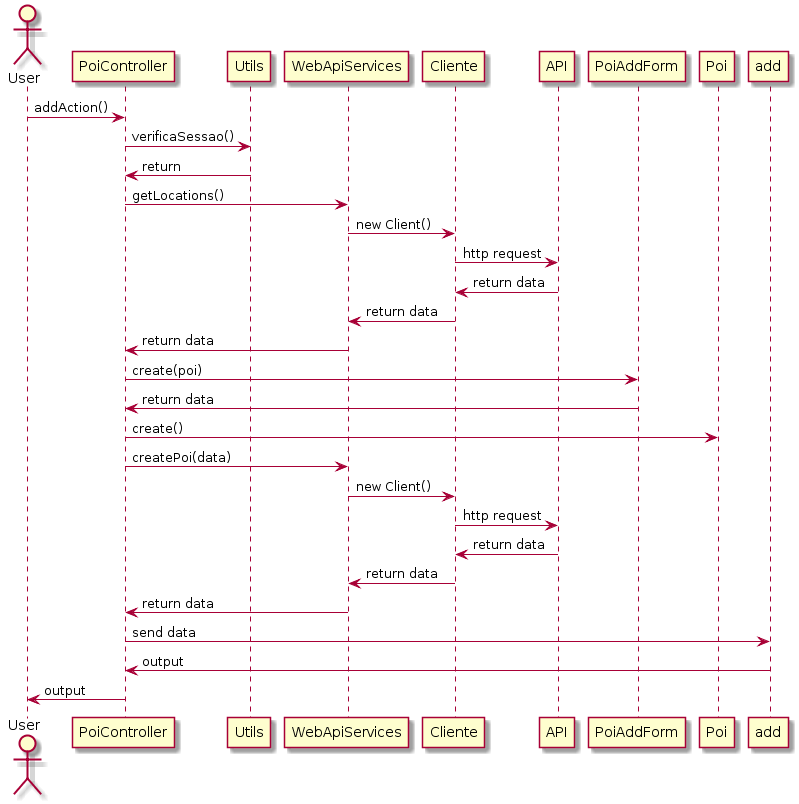 User
PoiController
Utils
WebApiServices
Cliente
API
PoiAddForm
Poi
add
addAction()
verificaSessao()
return
getLocations()
new Client()
http request
return data
return data
return data
create(poi)
return data
create()
createPoi(data)
new Client()
http request
return data
return data
return data
send data
output
output
User
PoiController
Utils
WebApiServices
Cliente
API
PoiAddForm
Poi
add